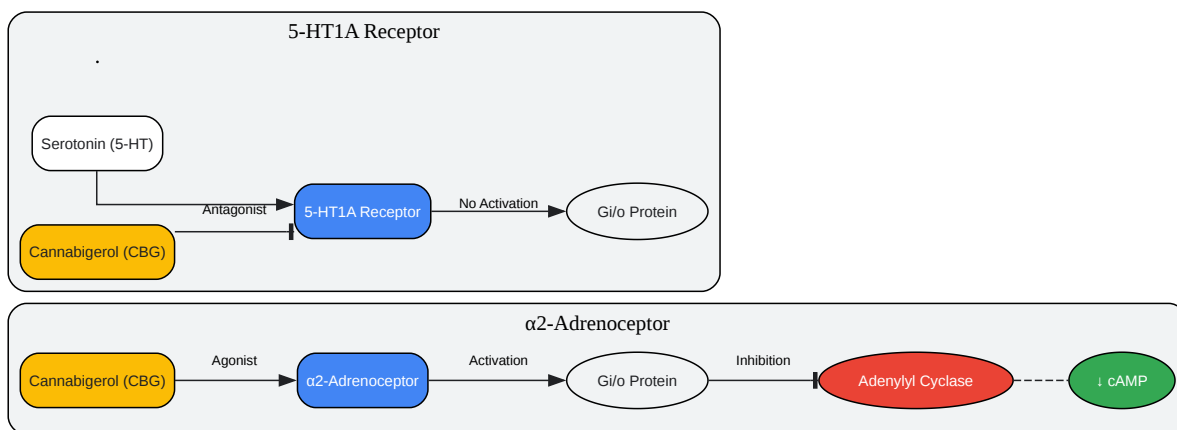 5-HT1A Receptor
.
Serotonin (5-HT)
Antagonist
5-HT1A Receptor
No Activation
Gi/o Protein
Cannabigerol (CBG)
α2-Adrenoceptor
Cannabigerol (CBG)
Agonist
α2-Adrenoceptor
Activation
Gi/o Protein
Inhibition
Adenylyl Cyclase
↓ cAMP